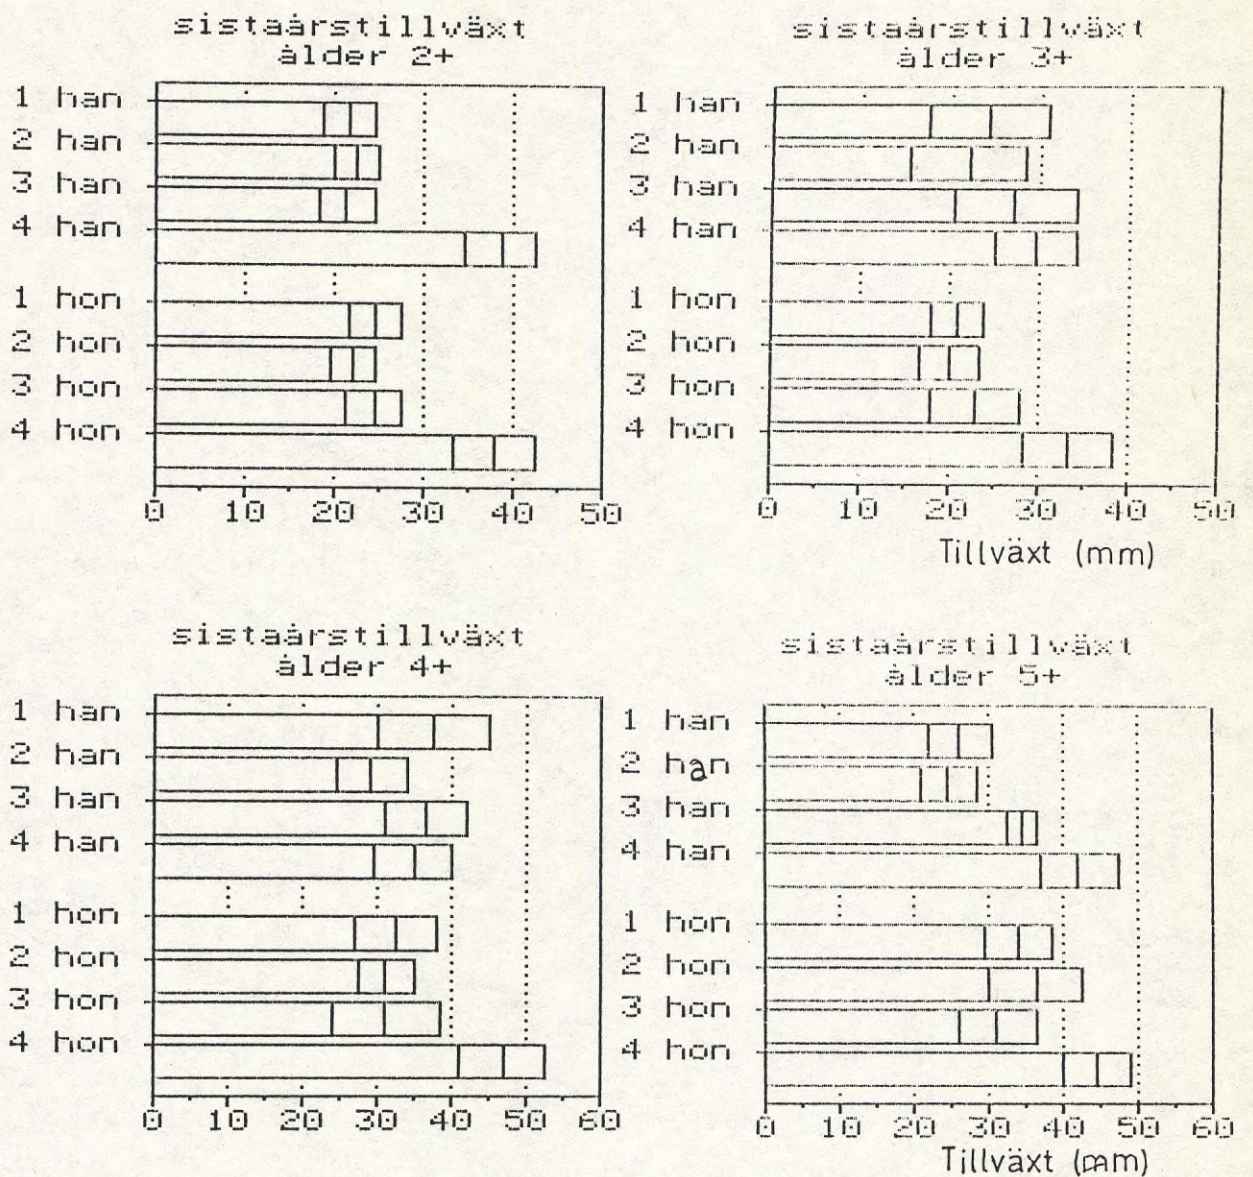 sistaårstillväxt
ålder 2+
1 han
2 han
3 han
4 han
1 hon
2 hon
3 hon
4 hon
0 10 20 30 40 50
sistaårstillväxt
ålder 3+
1 han
2 han
3 han
4 han
1 hon
2 hon
3 hon
4 hon
0 10 20 30 40 50
Tillväxt (mm)
sistaårstillväxt
ålder 4+
1 han
2 han
3 han
4 han
1 hon
2 hon
3 hon
4 hon
0 10 20 30 40 50 60
sistaårstillväxt
ålder 5+
1 han
2 han
3 han
4 han
1 hon
2 hon
3 hon
4 hon
0 10 20 30 40 50 60
Tillväxt (mm)